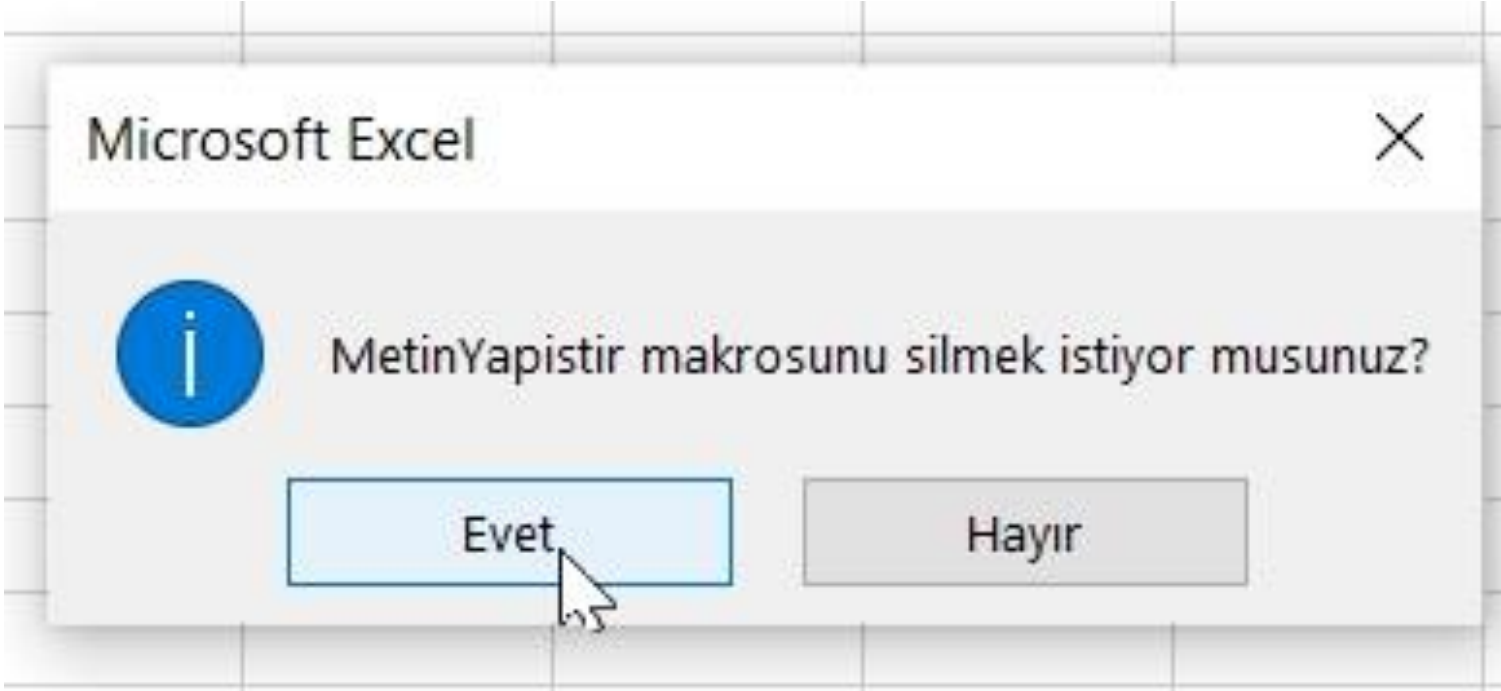 Microsoft Excel
MetinYapistir makrosunu silmek istiyor musunuz?
Evet
Hayır